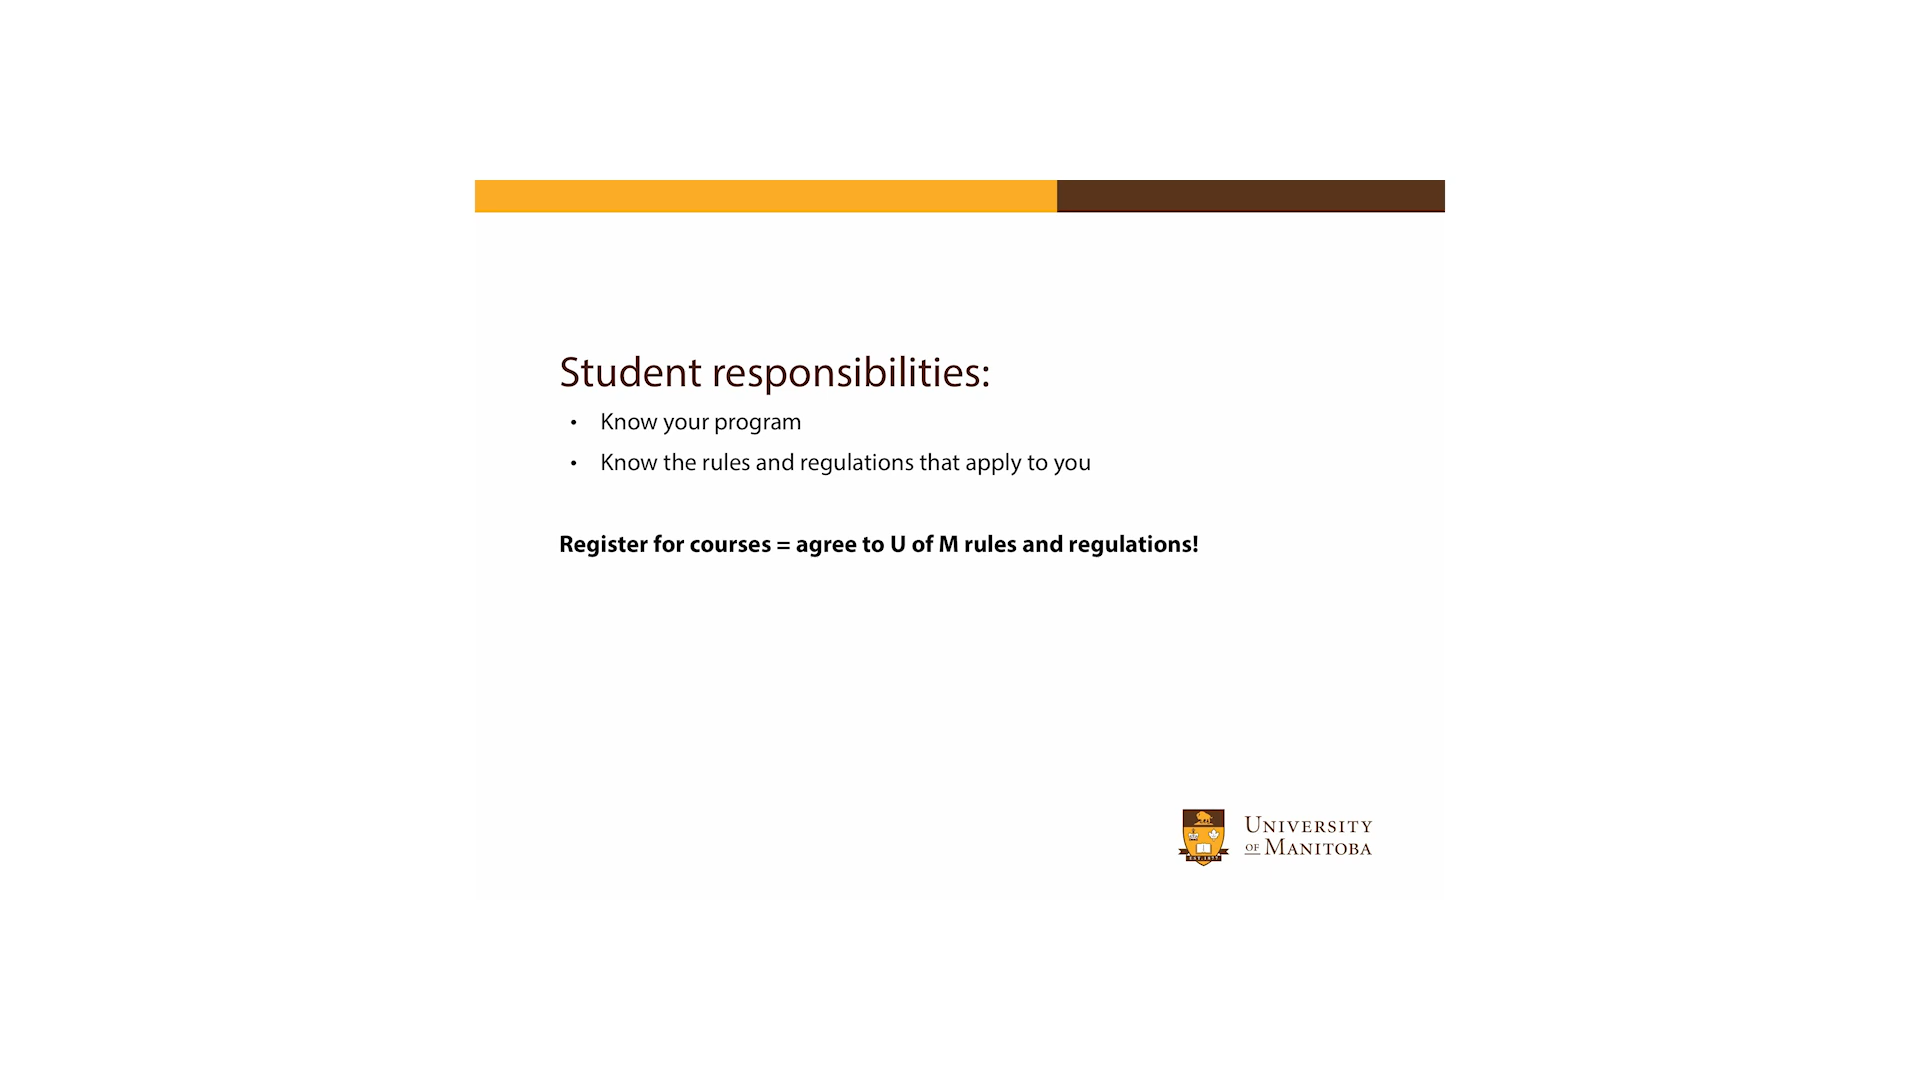 Student responsibilities:
• Know your program
• Know the rules and regulations that apply to you
Register for courses = agree to U of M rules and regulations!
UNIVERSITY
OF MANITOBA